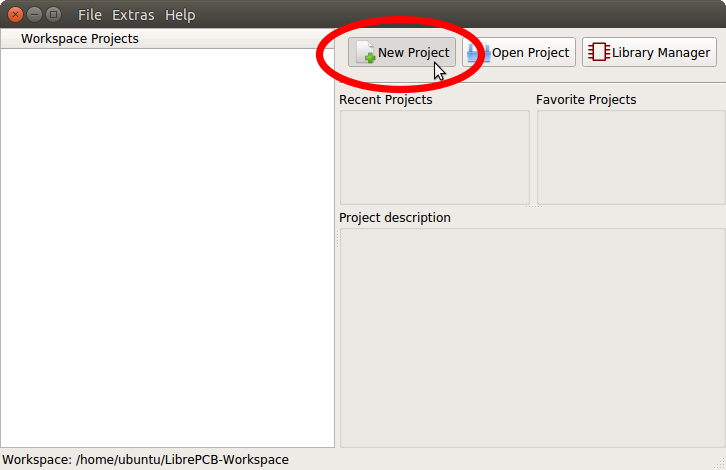 File Extras Help
Workspace Projects
New Project Open Project Library Manager
Recent Projects Favorite Projects
Project description
Workspace: /home/ubuntu/LibrePCB-Workspace